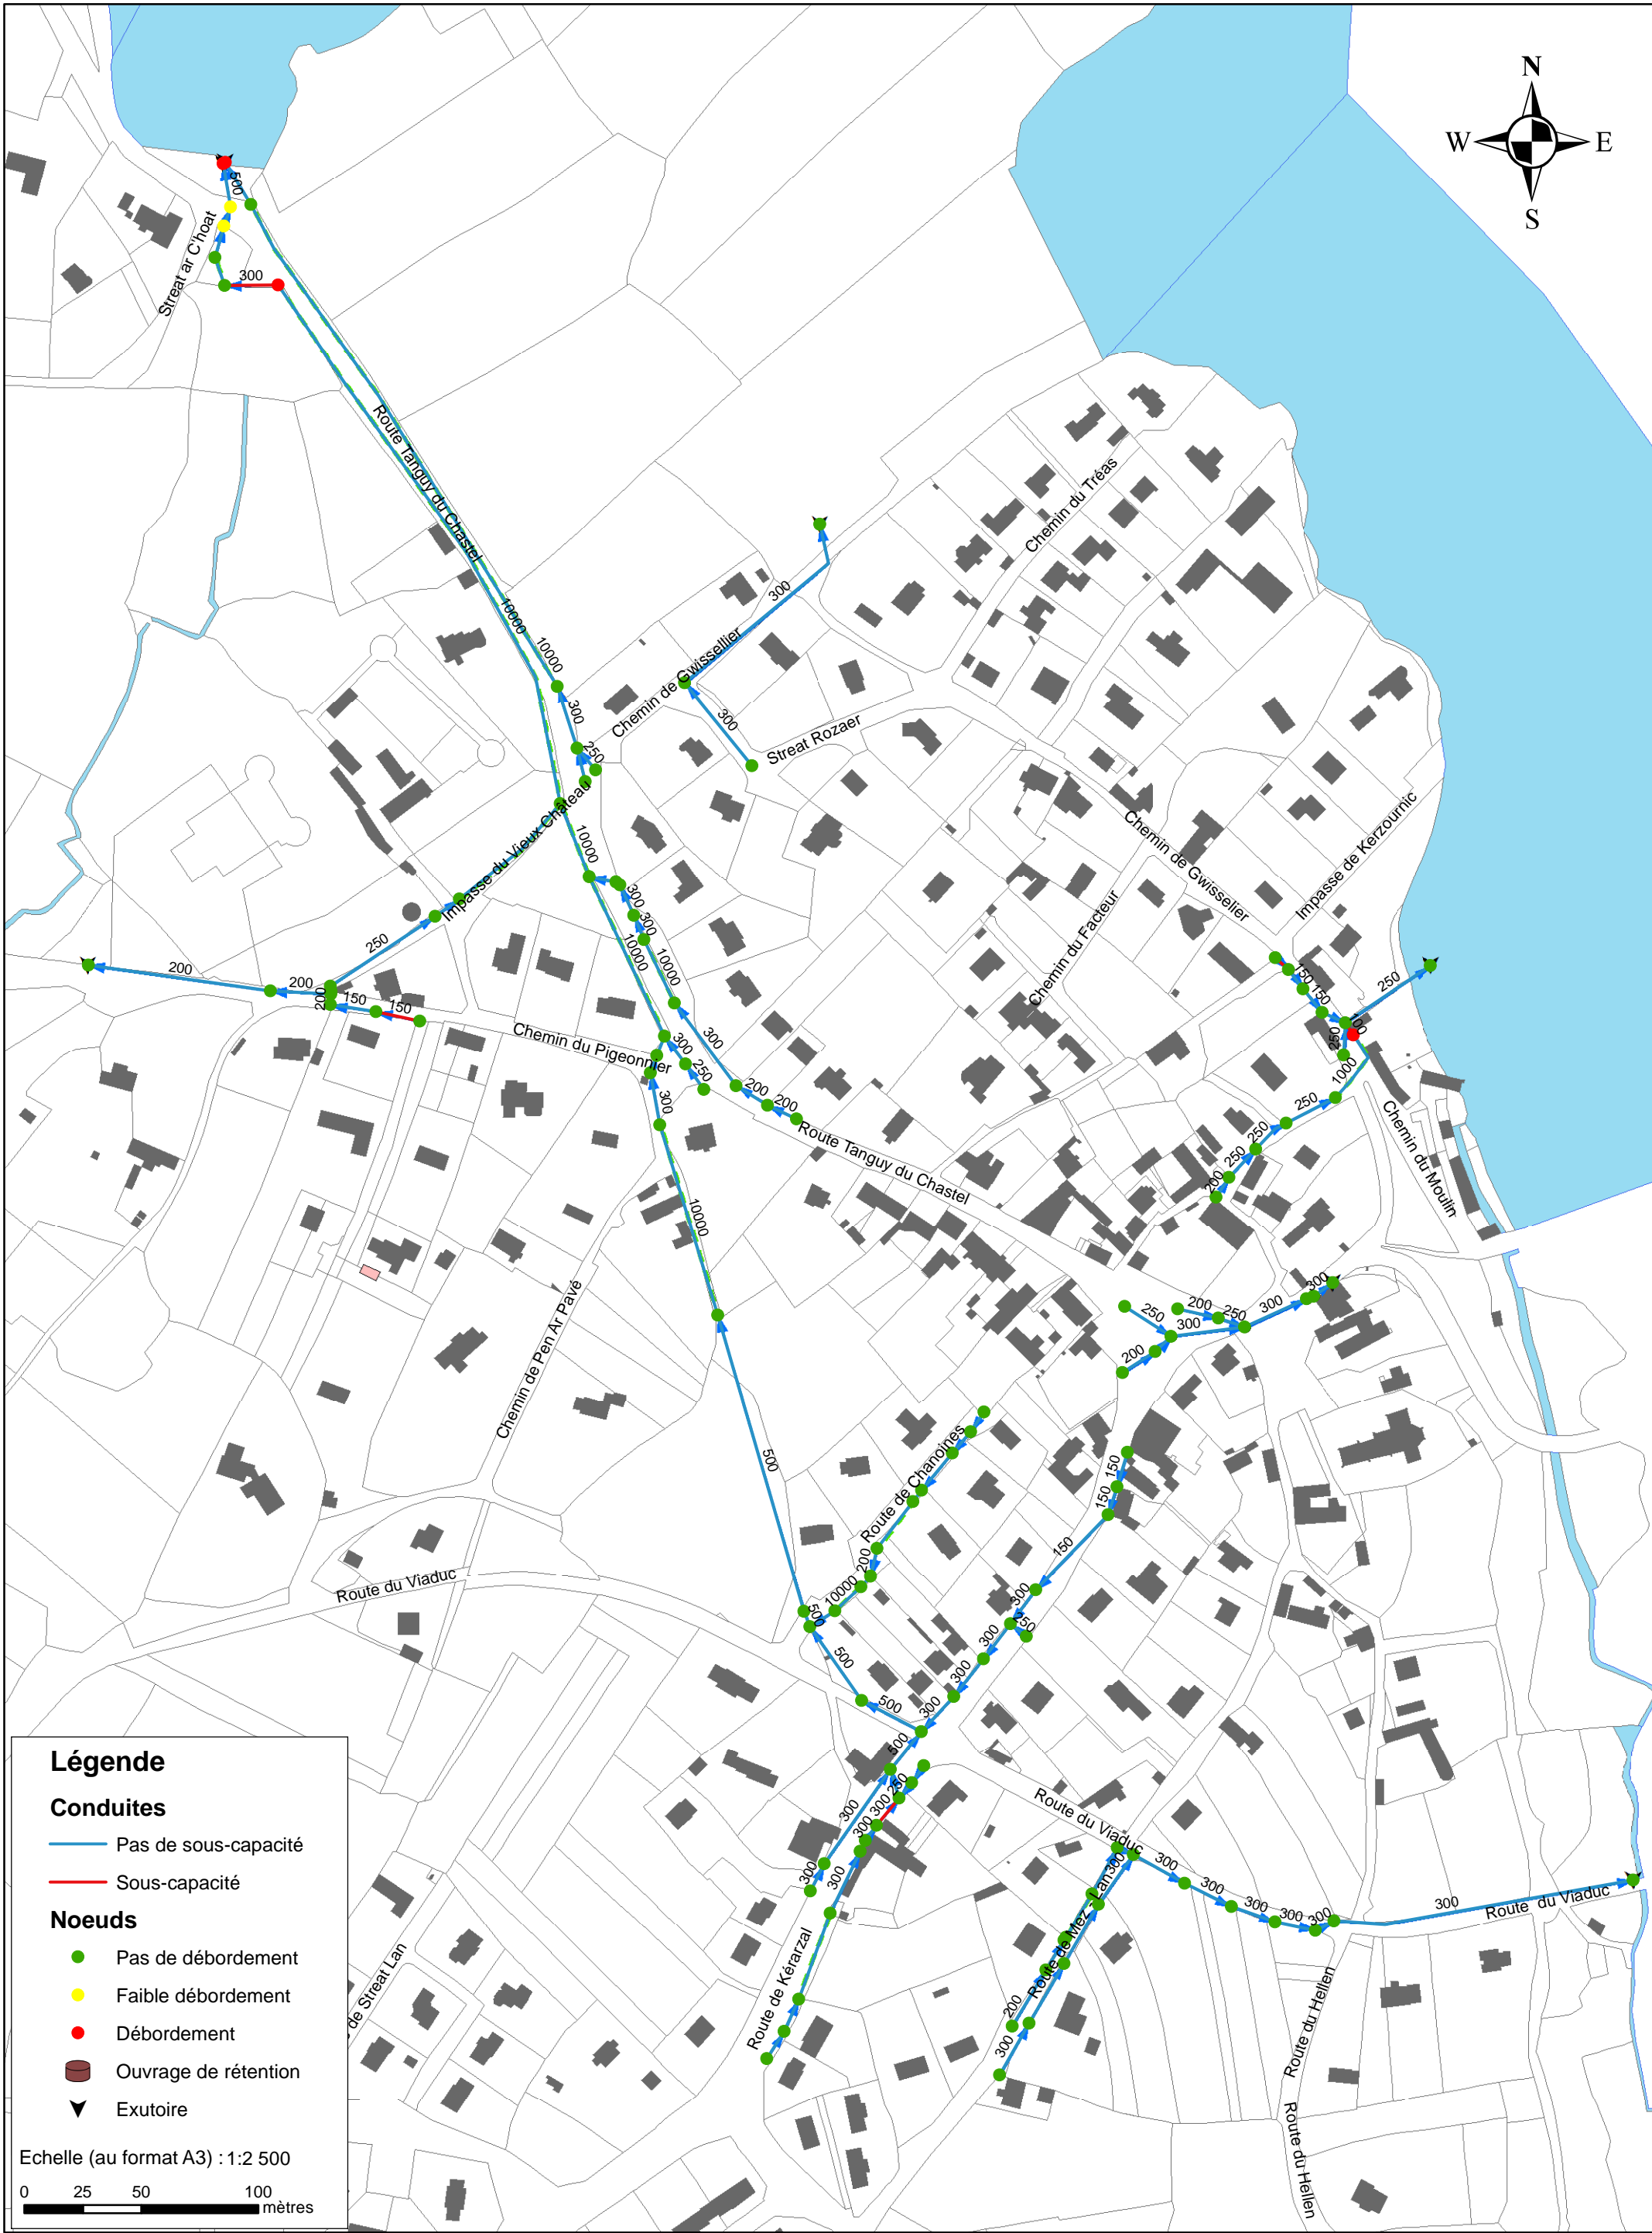 N
W
E
S
500
Streat ar C'hoat
300
Route Tanguy du Chastel
Chemin du Tréas
300
10000
10000
Chemin de Gwissellier
300
300
Streat Rozaer
250
Impasse du Vieux Château
Chemin de Gwisselier
Impasse de Kerzournic
10000
300
300
Chemin du Facteur
250
10000
10000
200
200
200
150
150
150
150
250
100
250
Chemin du Pigeonnier
300
300
250
1000
200
200
300
250
Chemin du Moulin
Route Tanguy du Chastel
250
250
200
10000
Chemin de Pen Ar Pavé
300
300
200
250
250
300
200
500
Route de Chanoines
150
150
150
200
10000
Route du Viaduc
500
300
250
300
500
300
500
300
500
250
300
300
300
300
300
Route du Viaduc
300
300
300
300
300
300
Route du Viaduc
Route de Mez - Lan
200
300
Route de Kérarzal
de Streat Lan
Route du Hellen
Route du Hellen
Légende
Conduites
Pas de sous-capacité
Sous-capacité
Noeuds
Pas de débordement
Faible débordement
Débordement
Ouvrage de rétention
Exutoire
Echelle (au format A3) : 1:2 500
0 25 50 100
mètres